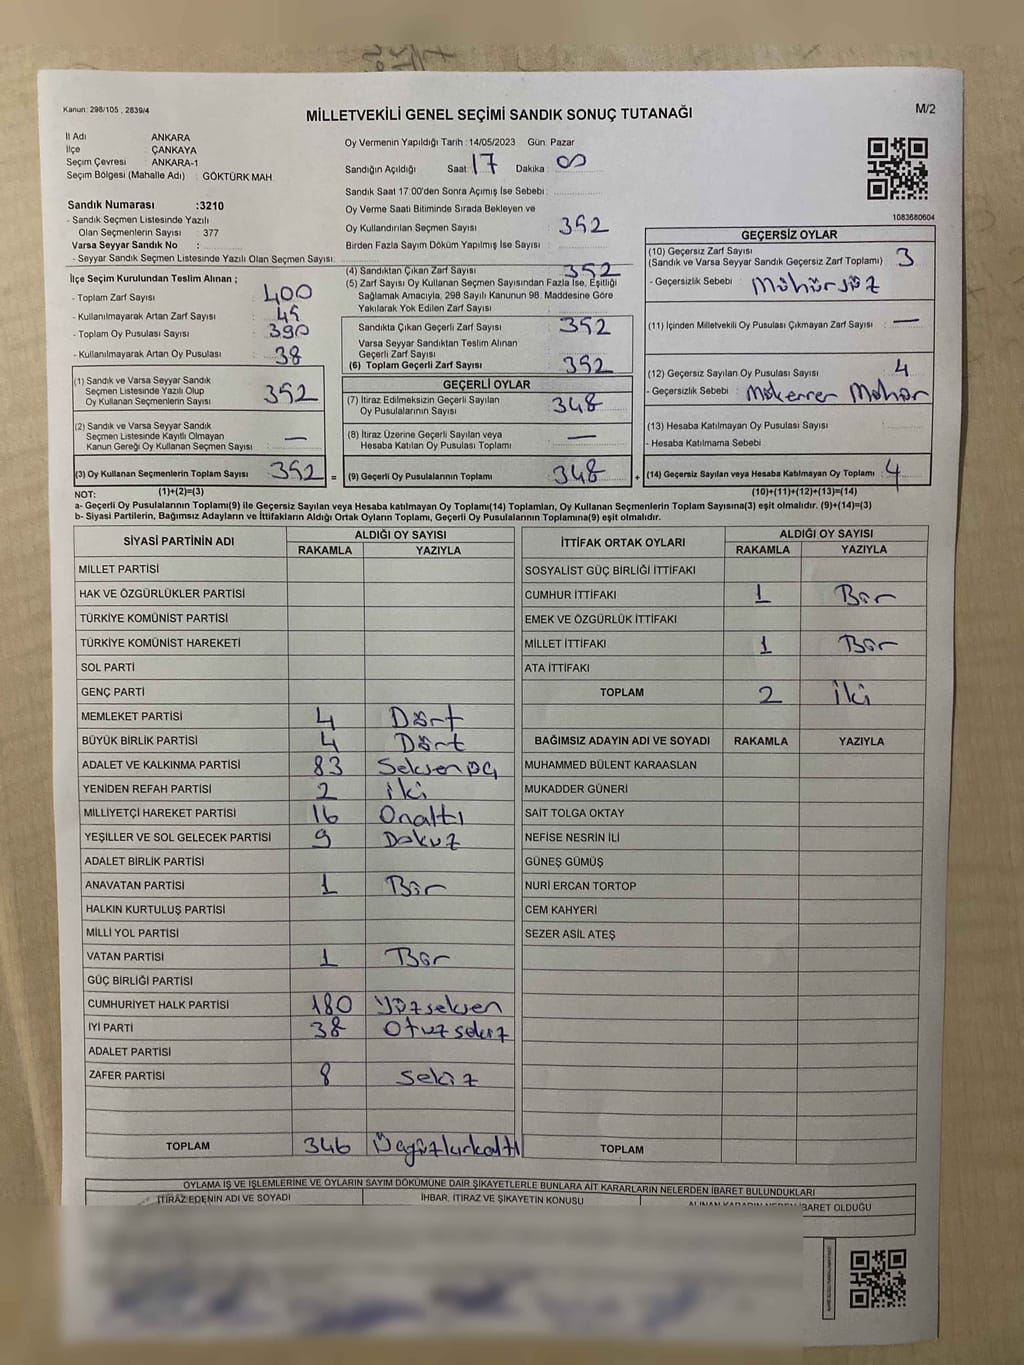 Kanun: 298/105 , 2839/4
MİLLETVEKİLİ GENEL SEÇİMİ SANDIK SONUÇ TUTANAĞI
M/2
İl Adı ANKARA
İlçe ÇANKAYA
Seçim Çevresi : ANKARA-1
Seçim Bölgesi (Mahalle Adı) : GÖKTÜRK MAH.
Sandık Numarası :3210
- Sandık Seçmen Listesinde Yazılı
Olan Seçmenlerin Sayısı : 377
Varsa Seyyar Sandık No :
- Seyyar Sandık Seçmen Listesinde Yazılı Olan Seçmen Sayısı:
Oy Vermenin Yapıldığı Tarih : 14/05/2023 Gün: Pazar
Sandığın Açıldığı Saat: 17 Dakika :
Sandık Saat 17:00'den Sonra Açımış İse Sebebi :
Oy Verme Saati Bitiminde Sırada Bekleyen ve
Oy Kullandırılan Seçmen Sayısı : 352
Birden Fazla Sayım Döküm Yapılmış İse Sayısı :
1083680604
İlçe Seçim Kurulundan Teslim Alınan ;
- Toplam Zarf Sayısı : 400
- Kullanılmayarak Artan Zarf Sayısı :
- Toplam Oy Pusulası Sayısı : 390
- Kullanılmayarak Artan Oy Pusulası : 38
(1) Sandık ve Varsa Seyyar Sandık
Seçmen Listesinde Yazılı Olup
Oy Kullanan Seçmenlerin Sayısı : 352
(2) Sandık ve Varsa Seyyar Sandık
Seçmen Listesinde Kayıtlı Olmayan
Kanun Gereği Oy Kullanan Seçmen Sayısı : —
(3) Oy Kullanan Seçmenlerin Toplam Sayısı : 352 =
(4) Sandıktan Çıkan Zarf Sayısı : 352
(5) Zarf Sayısı Oy Kullanan Seçmen Sayısından Fazla İse, Eşitliği
Sağlamak Amacıyla, 298 Sayılı Kanunun 98. Maddesine Göre
Yakılarak Yok Edilen Zarf Sayısı :
Sandıkta Çıkan Geçerli Zarf Sayısı : 352
Varsa Seyyar Sandıktan Teslim Alınan
Geçerli Zarf Sayısı :
(6) Toplam Geçerli Zarf Sayısı : 352
GEÇERLİ OYLAR
(7) İtiraz Edilmeksizin Geçerli Sayılan
Oy Pusulalarının Sayısı : 348
(8) İtiraz Üzerine Geçerli Sayılan veya
Hesaba Katılan Oy Pusulası Toplamı : —
(9) Geçerli Oy Pusulalarının Toplamı : 348 +
GEÇERSİZ OYLAR
(10) Geçersiz Zarf Sayısı
(Sandık ve Varsa Seyyar Sandık Geçersiz Zarf Toplamı) : 3
- Geçersizlik Sebebi : Mühürsüz
(11) İçinden Milletvekili Oy Pusulası Çıkmayan Zarf Sayısı : —
(12) Geçersiz Sayılan Oy Pusulası Sayısı : 4
- Geçersizlik Sebebi : Mükerrer Mühür
(13) Hesaba Katılmayan Oy Pusulası Sayısı :
- Hesaba Katılmama Sebebi :
(14) Geçersiz Sayılan veya Hesaba Katılmayan Oy Toplamı : 4
NOT: (1)+(2)=(3) (10)+(11)+(12)+(13)=(14)
a- Geçerli Oy Pusulalarının Toplamı(9) ile Geçersiz Sayılan veya Hesaba katılmayan Oy Toplamı(14) Toplamları, Oy Kullanan Seçmenlerin Toplam Sayısına(3) eşit olmalıdır. (9)+(14)=(3)
b- Siyasi Partilerin, Bağımsız Adayların ve İttifakların Aldığı Ortak Oyların Toplamı, Geçerli Oy Pusulalarının Toplamına(9) eşit olmalıdır.
SİYASİ PARTİNİN ADI ALDIĞI OY SAYISI
RAKAMLA YAZIYLA
MİLLET PARTİSİ
HAK VE ÖZGÜRLÜKLER PARTİSİ
TÜRKİYE KOMÜNİST PARTİSİ
TÜRKİYE KOMÜNİST HAREKETİ
SOL PARTİ
GENÇ PARTİ
MEMLEKET PARTİSİ 4 Dört
BÜYÜK BİRLİK PARTİSİ 4 Dört
ADALET VE KALKINMA PARTİSİ 83 Seksen üç
YENİDEN REFAH PARTİSİ 2 iki
MİLLİYETÇİ HAREKET PARTİSİ 16 Onaltı
YEŞİLLER VE SOL GELECEK PARTİSİ 9 Dokuz
ADALET BİRLİK PARTİSİ
ANAVATAN PARTİSİ 1 Bir
HALKIN KURTULUŞ PARTİSİ
MİLLİ YOL PARTİSİ
VATAN PARTİSİ 1 Bir
GÜÇ BİRLİĞİ PARTİSİ
CUMHURİYET HALK PARTİSİ 180 Yüzseksen
İYİ PARTİ 38 Otuz sekiz
ADALET PARTİSİ
ZAFER PARTİSİ 8 sekiz
TOPLAM 346 Üçyüzkırkaltı
İTTİFAK ORTAK OYLARI ALDIĞI OY SAYISI
RAKAMLA YAZIYLA
SOSYALİST GÜÇ BİRLİĞİ İTTİFAKI
CUMHUR İTTİFAKI 1 Bir
EMEK VE ÖZGÜRLÜK İTTİFAKI
MİLLET İTTİFAKI 1 Bir
ATA İTTİFAKI
TOPLAM 2 iki
BAĞIMSIZ ADAYIN ADI VE SOYADI RAKAMLA YAZIYLA
MUHAMMED BÜLENT KARAASLAN
MUKADDER GÜNERİ
SAİT TOLGA OKTAY
NEFİSE NESRİN İLİ
GÜNEŞ GÜMÜŞ
NURİ ERCAN TORTOP
CEM KAHYERİ
SEZER ASİL ATEŞ
TOPLAM
OYLAMA İŞ VE İŞLEMLERİNE VE OYLARIN SAYIM DÖKÜMÜNE DAİR ŞİKAYETLERLE BUNLARA AİT KARARLARIN NELERDEN İBARET BULUNDUKLARI
İTİRAZ EDENİN ADI VE SOYADI İHBAR, İTİRAZ VE ŞİKAYETİN KONUSU İBARET OLDUĞU